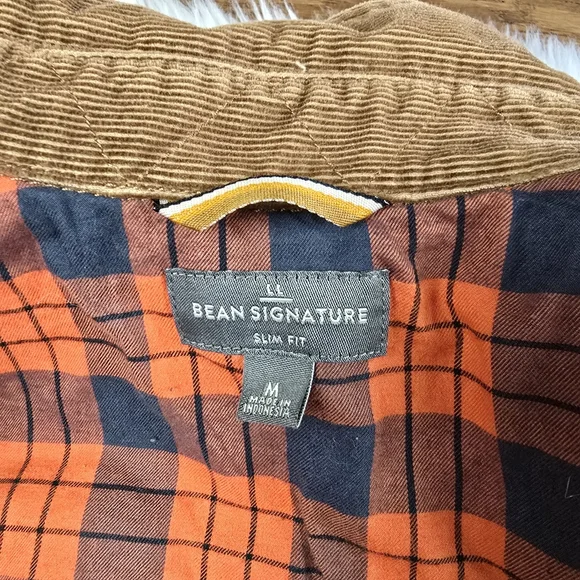 LL
BEAN SIGNATURE
SLIM FIT
M
MADE IN
INDONESIA